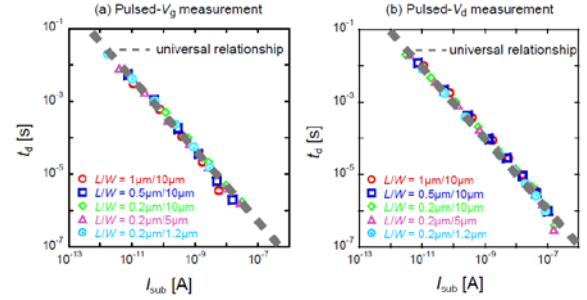 (a) Pulsed-Vg measurement
10⁻¹
universal relationship
10⁻³
td [s]
10⁻⁵
L/W = 1μm/10μm
L/W = 0.5μm/10μm
L/W = 0.2μm/10μm
L/W = 0.2μm/5μm
L/W = 0.2μm/1.2μm
10⁻⁷
10⁻¹³ 10⁻¹¹ 10⁻⁹ 10⁻⁷
Isub [A]
(b) Pulsed-Vd measurement
10⁻¹
universal relationship
10⁻³
td [s]
10⁻⁵
L/W = 1μm/10μm
L/W = 0.5μm/10μm
L/W = 0.2μm/10μm
L/W = 0.2μm/5μm
L/W = 0.2μm/1.2μm
10⁻⁷
10⁻¹³ 10⁻¹¹ 10⁻⁹ 10⁻⁷
Isub [A]